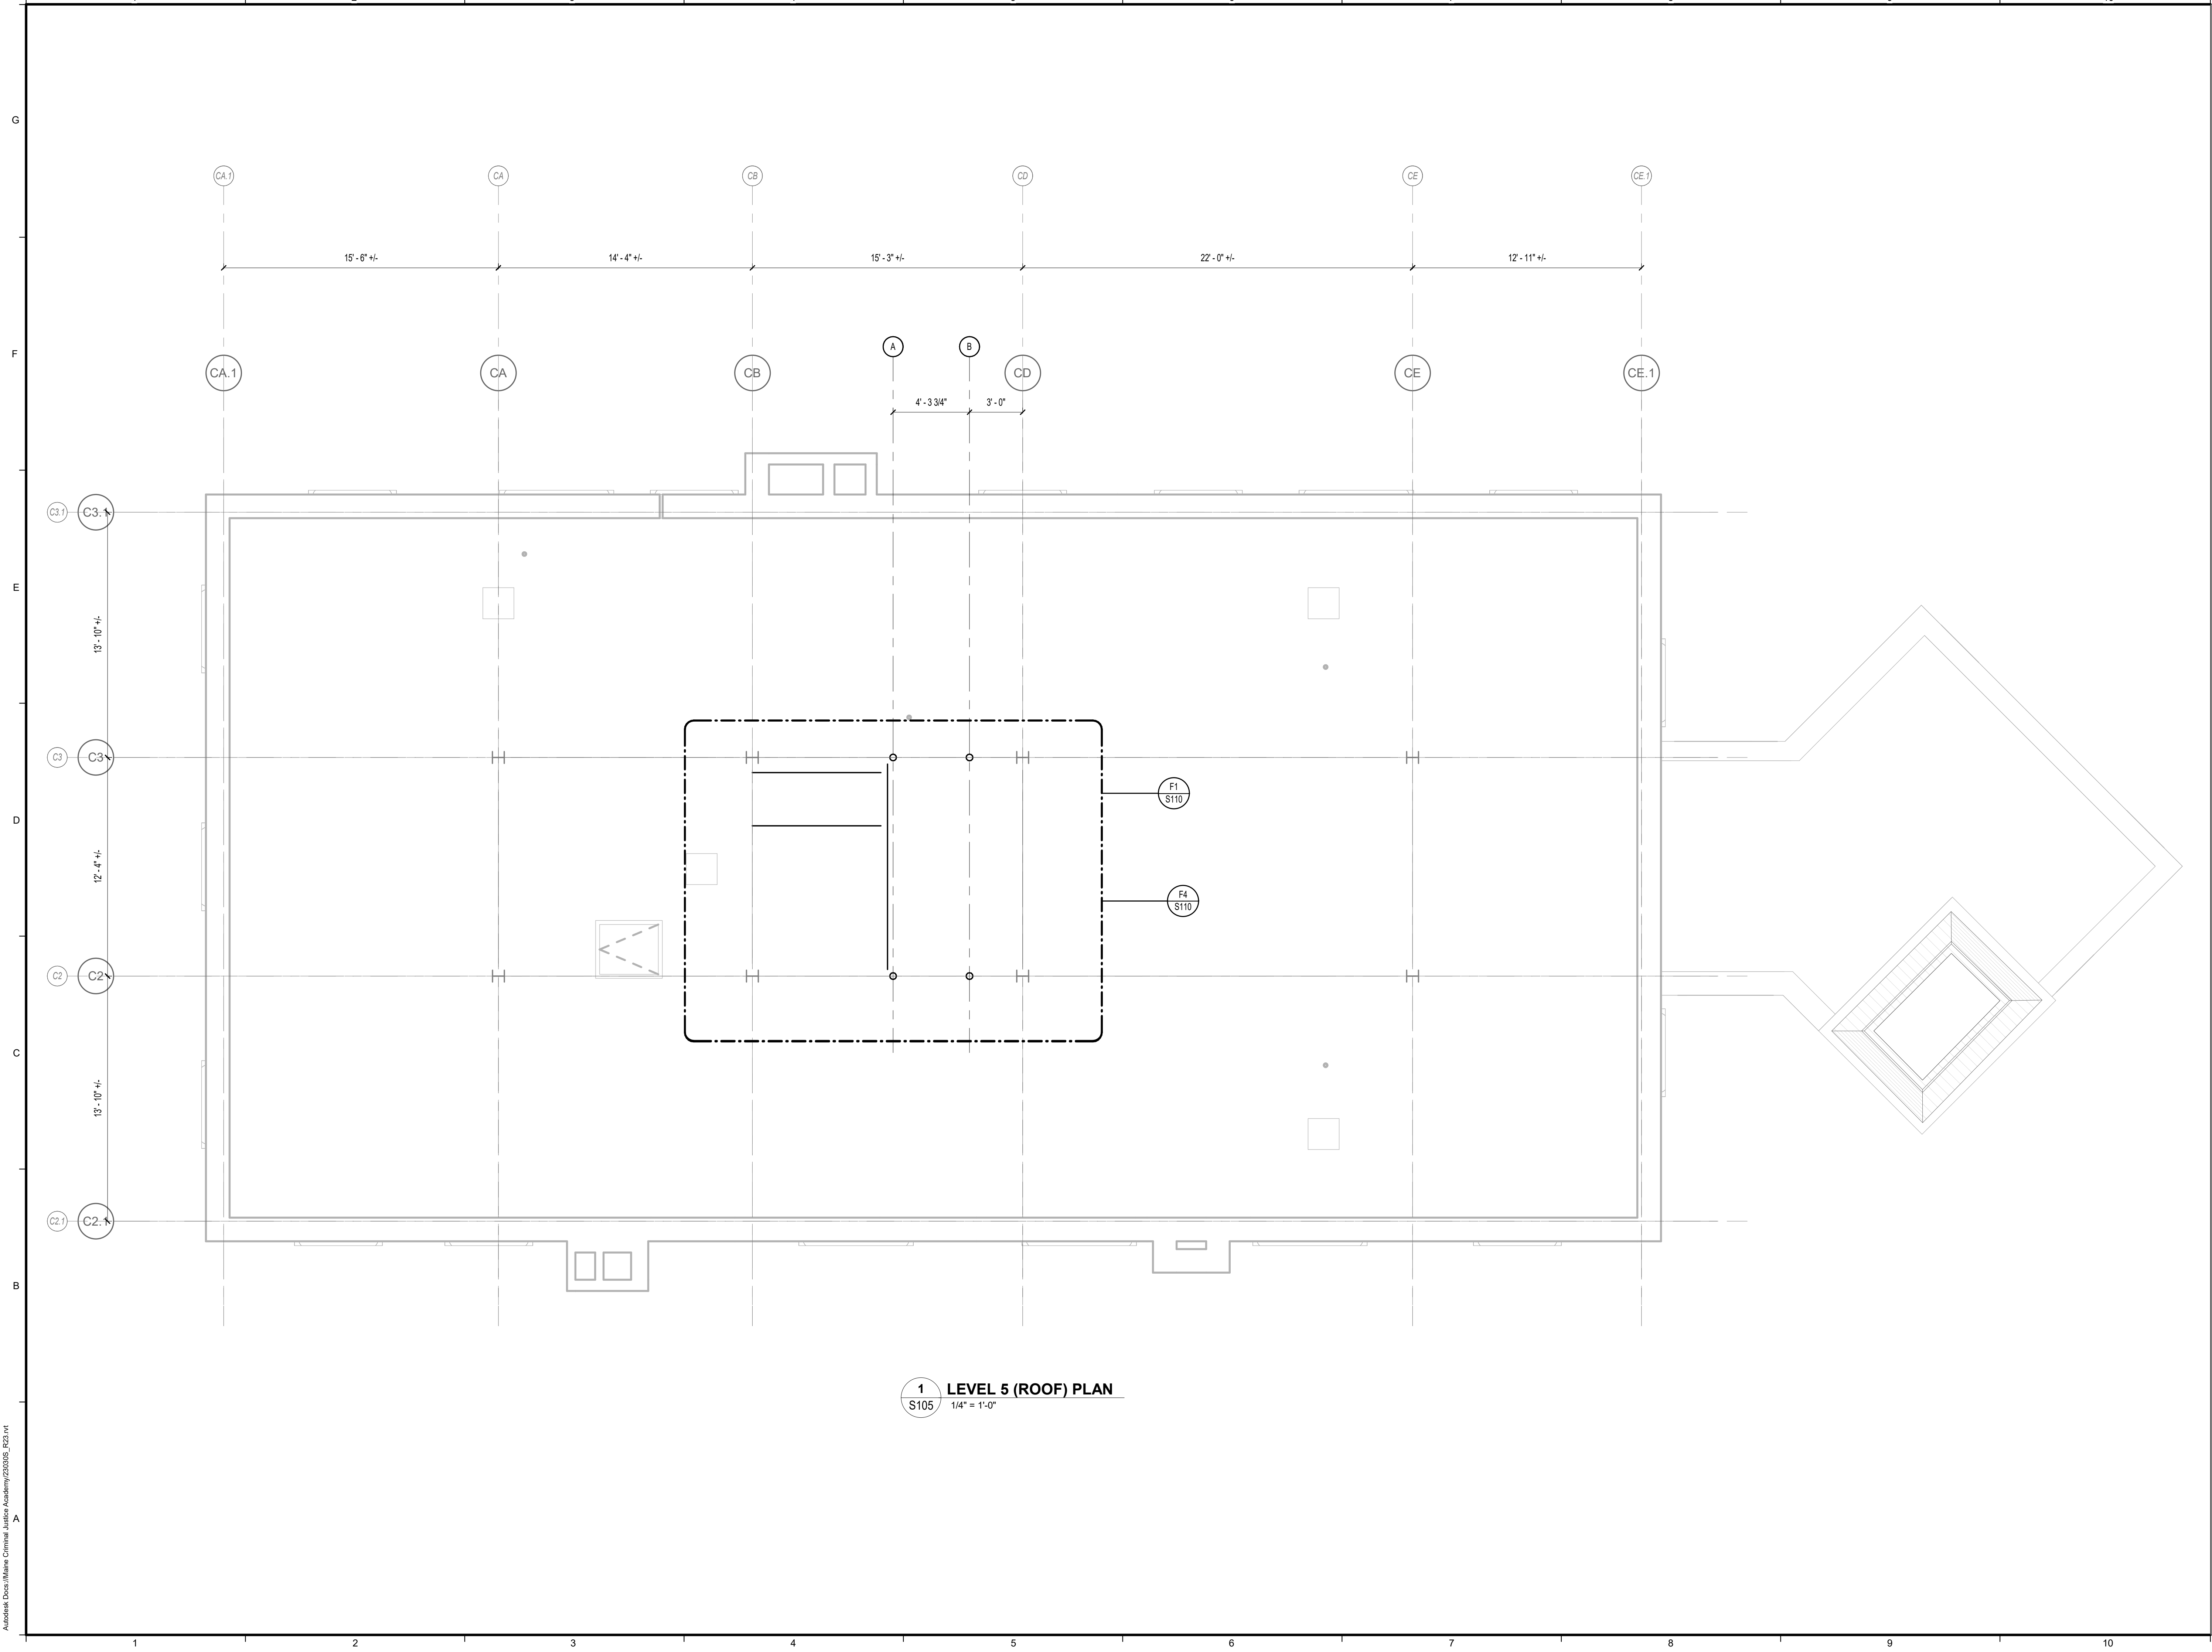 G
CA.1
CA
CB
CD
CE
CE.1
15' - 6" +/-
14' - 4" +/-
15' - 3" +/-
22' - 0" +/-
12' - 11" +/-
A
B
F
CA.1
CA
CB
CD
CE
CE.1
4' - 3 3/4"
3' - 0"
C3.1
C3.1
E
13' - 10" +/-
C3
C3
F1
S110
D
12' - 4" +/-
F4
S110
C2
C2
C
13' - 10" +/-
C2.1
C2.1
B
1
S105
LEVEL 5 (ROOF) PLAN
1/4" = 1'-0"
A
Autodesk Docs://Maine Criminal Justice Academy/23030S_R23.rvt
1
2
3
4
5
6
7
8
9
10